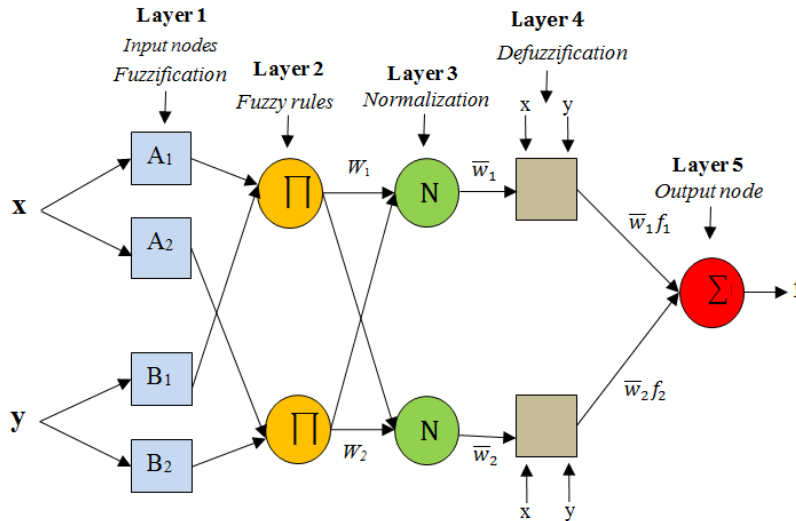 Layer 1
Input nodes
Fuzzification
Layer 2
Fuzzy rules
Layer 3
Normalization
Layer 4
Defuzzification
Layer 5
Output node
x y
A₁
A₂
B₁
B₂
x
y
∏
∏
W₁
W₂
N
N
w̅₁
w̅₂
w̅₁f₁
w̅₂f₂
∑
x y